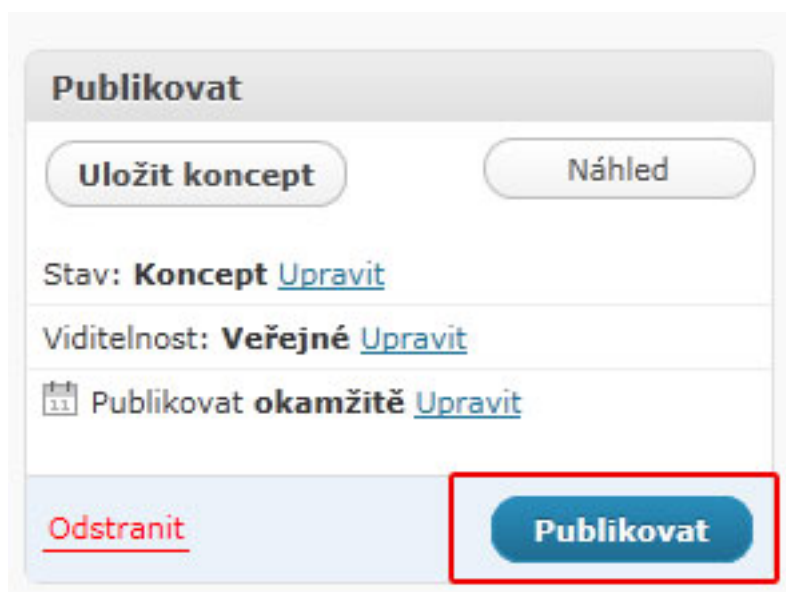 Publikovat
Uložit koncept Náhled
Stav: Koncept Upravit
Viditelnost: Veřejné Upravit
11 Publikovat okamžitě Upravit
Odstranit Publikovat